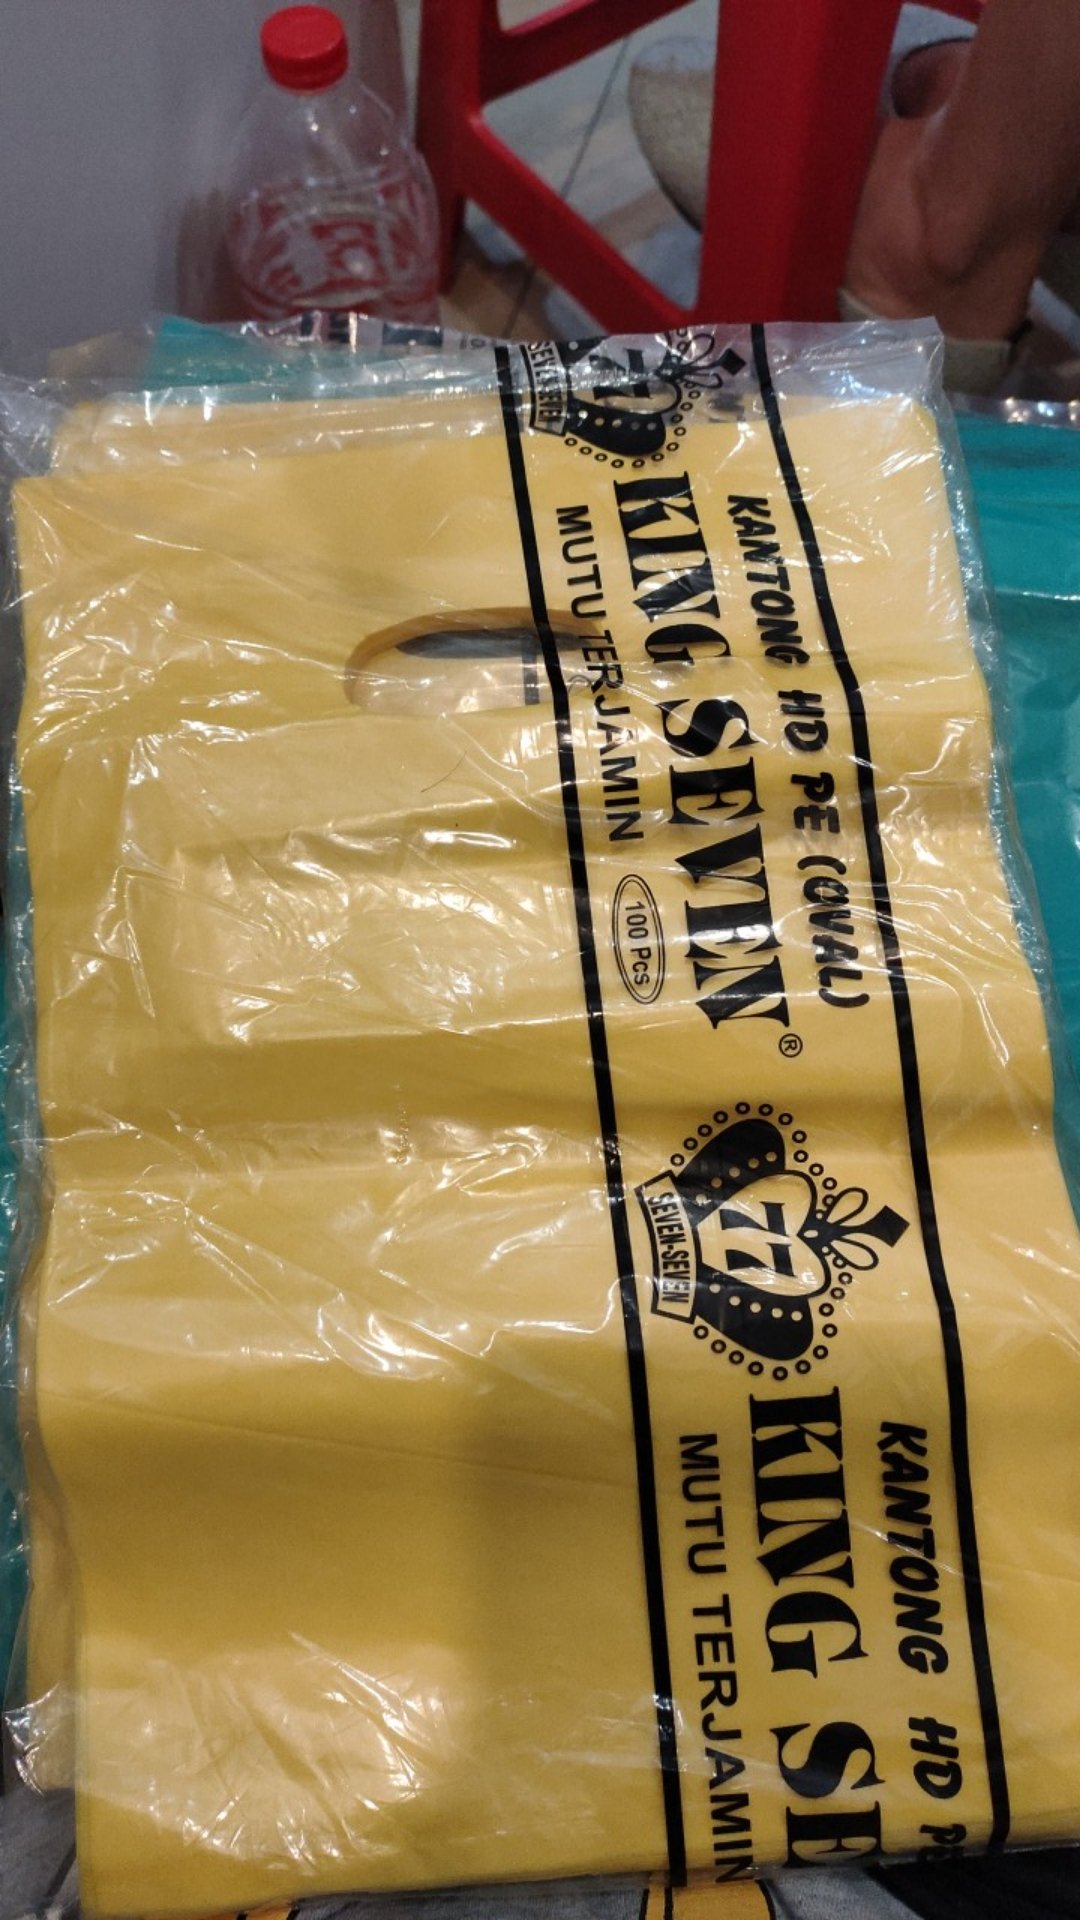 77
SEVEN-SEVEN
KANTONG HD PE (OVAL)
KING SEVEN®
MUTU TERJAMIN
100 Pcs
77
SEVEN-SEVEN
KANTONG HD PE
KING SE
MUTU TERJAMIN